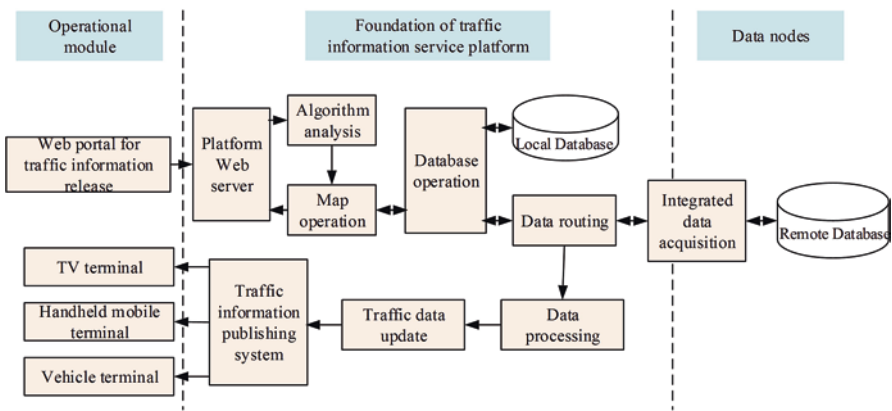 Operational
module
Foundation of traffic
information service platform
Data nodes
Web portal for
traffic information
release
Platform
Web
server
Algorithm
analysis
Map
operation
Database
operation
Local Database
Data routing
Integrated
data
acquisition
Remote Database
TV terminal
Handheld mobile
terminal
Vehicle terminal
Traffic
information
publishing
system
Traffic data
update
Data
processing